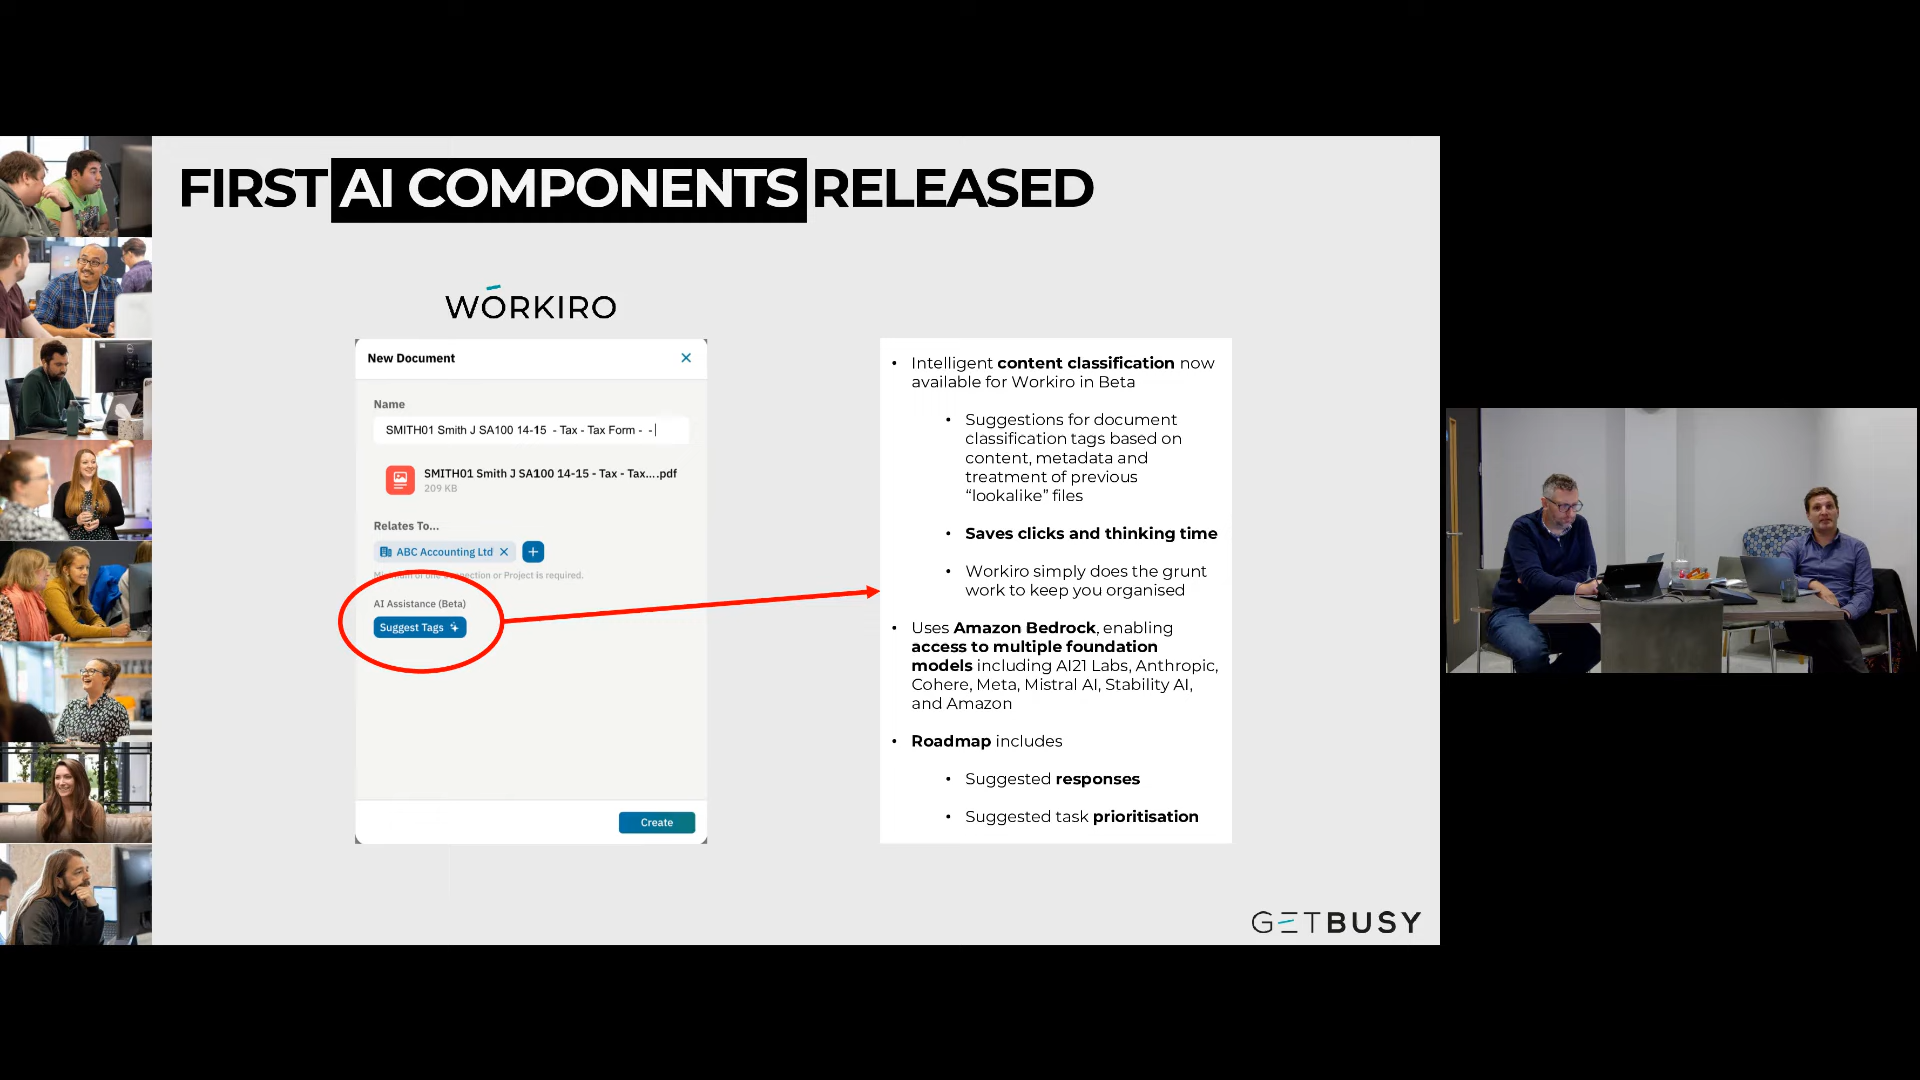 FIRST AI COMPONENTS RELEASED
WORKIRO
New Document
Name
SMITH01 Smith J SA100 14-15 - Tax - Tax Form - - |
SMITH01 Smith J SA100 14-15 - Tax - Tax....pdf
209 KB
Relates To...
ABC Accounting Ltd
Minimum of one Connection or Project is required.
AI Assistance (Beta)
Suggest Tags
Create
• Intelligent content classification now
available for Workiro in Beta
• Suggestions for document
classification tags based on
content, metadata and
treatment of previous
“lookalike” files
• Saves clicks and thinking time
• Workiro simply does the grunt
work to keep you organised
• Uses Amazon Bedrock, enabling
access to multiple foundation
models including AI21 Labs, Anthropic,
Cohere, Meta, Mistral AI, Stability AI,
and Amazon
• Roadmap includes
• Suggested responses
• Suggested task prioritisation
GETBUSY